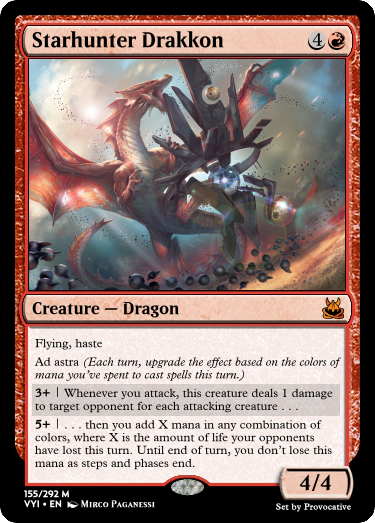 Starhunter Drakkon 4
Creature — Dragon
Flying, haste
Ad astra (Each turn, upgrade the effect based on the colors of
mana you've spent to cast spells this turn.)
3+ | Whenever you attack, this creature deals 1 damage
to target opponent for each attacking creature . . .
5+ | . . . then you add X mana in any combination of
colors, where X is the amount of life your opponents
have lost this turn. Until end of turn, you don't lose this
mana as steps and phases end.
4/4
155/292 M
VYI • EN Mirco Paganessi
Set by Provocative